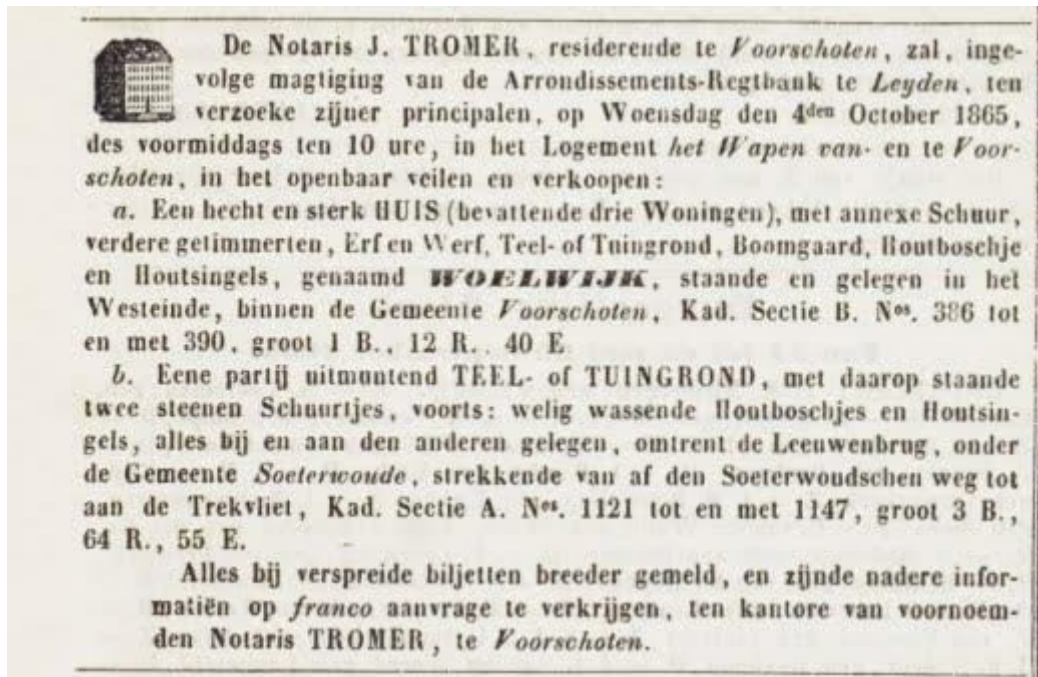 De Notaris J. TROMER, residerende te Voorschoten, zal, inge-
volge magtiging van de Arrondissements-Regtbank te Leyden, ten
verzoeke zijner principalen, op Woensdag den 4den October 1865,
des voormiddags ten 10 ure, in het Logement het Wapen van- en te Voor-
schoten, in het openbaar veilen en verkoopen:
a. Een hecht en sterk HUIS (bevattende drie Woningen), met annexe Schuur,
verdere getimmerten, Erf en Werf, Teel- of Tuingrond, Boomgaard, Houtboschje
en Houtsingels, genaamd WOELWIJK, staande en gelegen in het
Westeinde, binnen de Gemeente Voorschoten, Kad. Sectie B. Nos. 386 tot
en met 390, groot 1 B., 12 R., 40 E
b. Eene partij uitmuntend TEEL- of TUINGROND, met daarop staande
twee steenen Schuurtjes, voorts: welig wassende Houtboschjes en Houtsin-
gels, alles bij en aan den anderen gelegen, omtrent de Leeuwenbrug, onder
de Gemeente Soeterwoude, strekkende van af den Soeterwoudschen weg tot
aan de Trekvliet, Kad. Sectie A. Nos. 1121 tot en met 1147, groot 3 B.,
64 R., 55 E.
Alles bij verspreide biljetten breeder gemeld, en zijnde nadere infor-
matiën op franco aanvrage te verkrijgen, ten kantore van voornoem-
den Notaris TROMER, te Voorschoten.